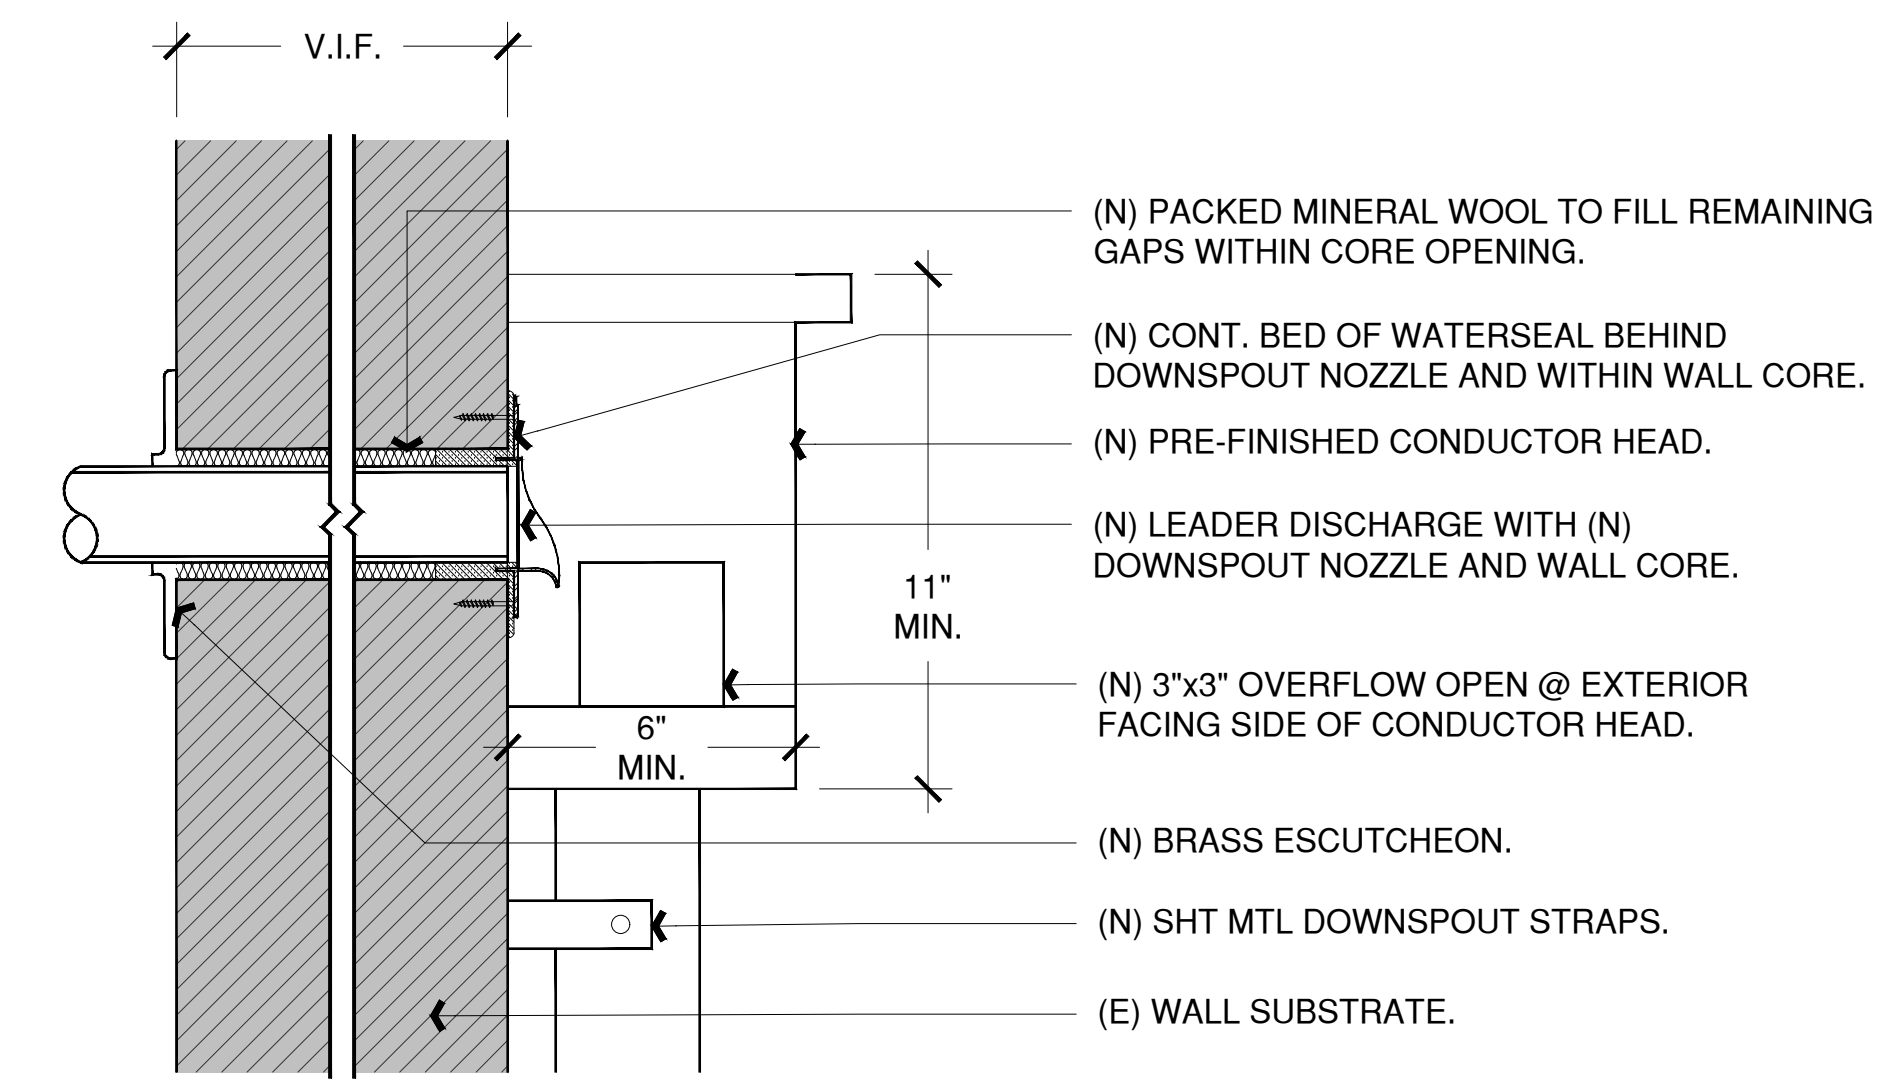 V.I.F.
(N) PACKED MINERAL WOOL TO FILL REMAINING
GAPS WITHIN CORE OPENING.
(N) CONT. BED OF WATERSEAL BEHIND
DOWNSPOUT NOZZLE AND WITHIN WALL CORE.
(N) PRE-FINISHED CONDUCTOR HEAD.
(N) LEADER DISCHARGE WITH (N)
DOWNSPOUT NOZZLE AND WALL CORE.
11"
MIN.
(N) 3"x3" OVERFLOW OPEN @ EXTERIOR
FACING SIDE OF CONDUCTOR HEAD.
6"
MIN.
(N) BRASS ESCUTCHEON.
(N) SHT MTL DOWNSPOUT STRAPS.
(E) WALL SUBSTRATE.